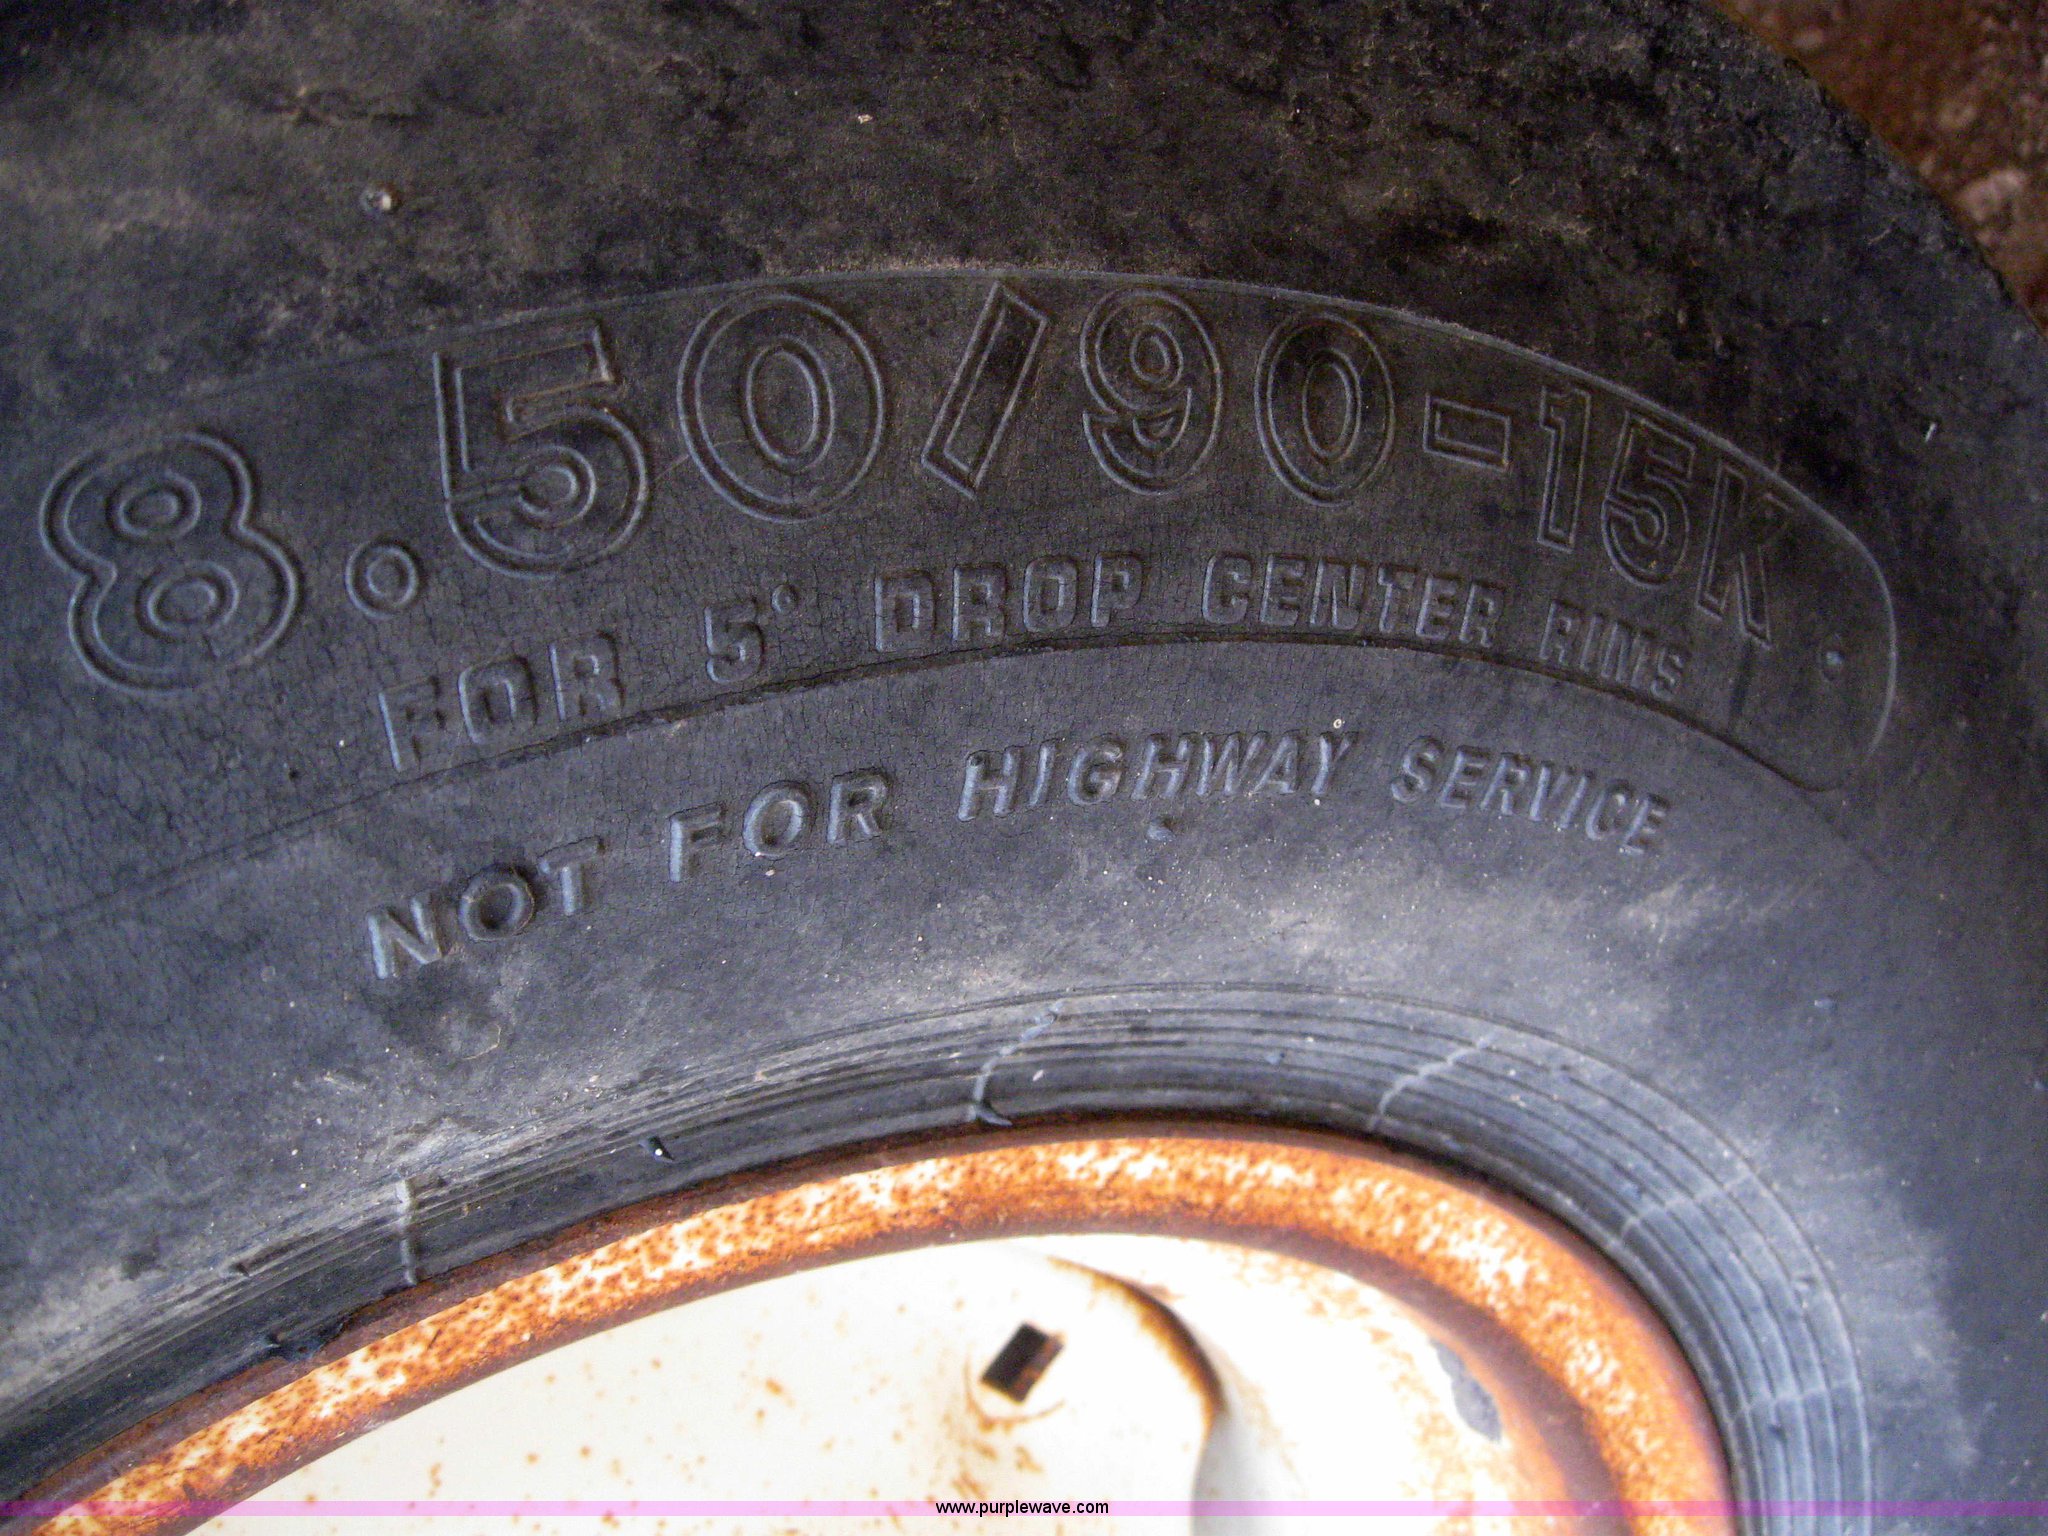 8.50/90-15K
FOR 5° DROP CENTER RIMS
NOT FOR HIGHWAY SERVICE
www.purplewave.com